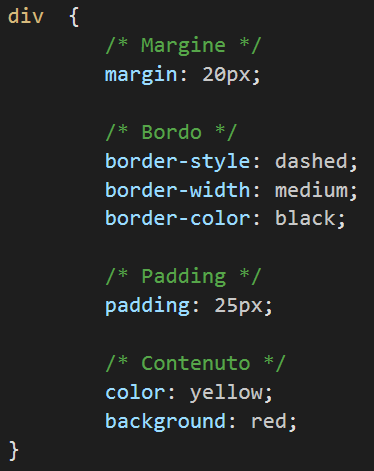 div  {
/* Margine */
margin: 20px;
/* Bordo */
border-style: dashed;
border-width: medium;
border-color: black;
/* Padding */
padding: 25px;
/* Contenuto */
color: yellow;
background: red;
}